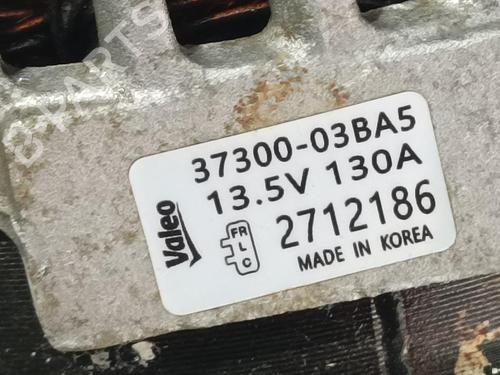 B-PARTS
37300-03BA5
13.5V 130A
Valeo
FR
L
C
2712186
MADE IN KOREA